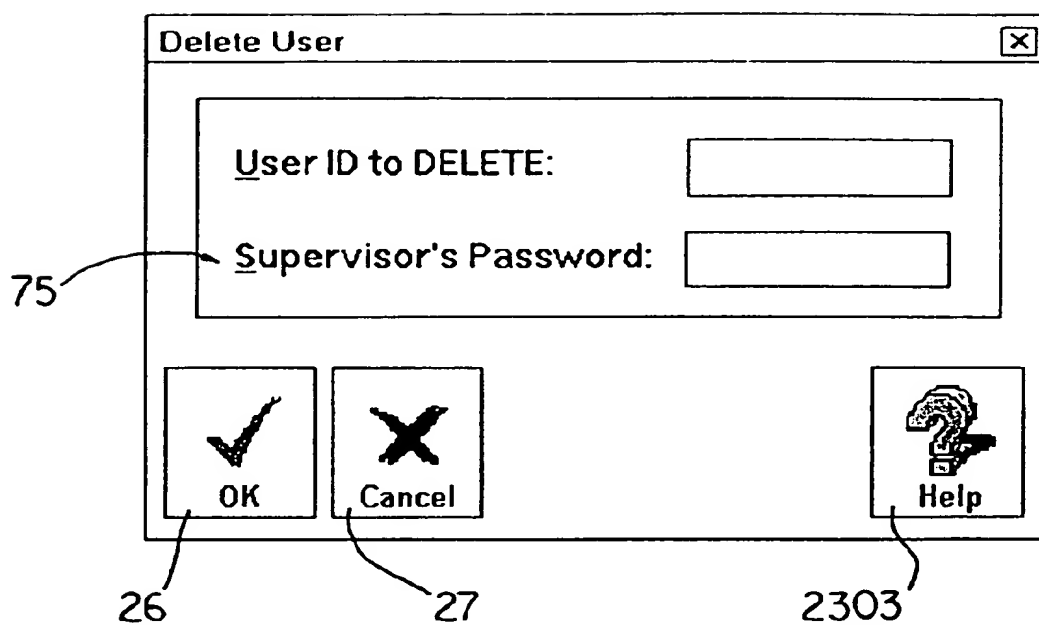 Delete User
User ID to DELETE:
Supervisor's Password:
75
OK
Cancel
Help
26
27
2303